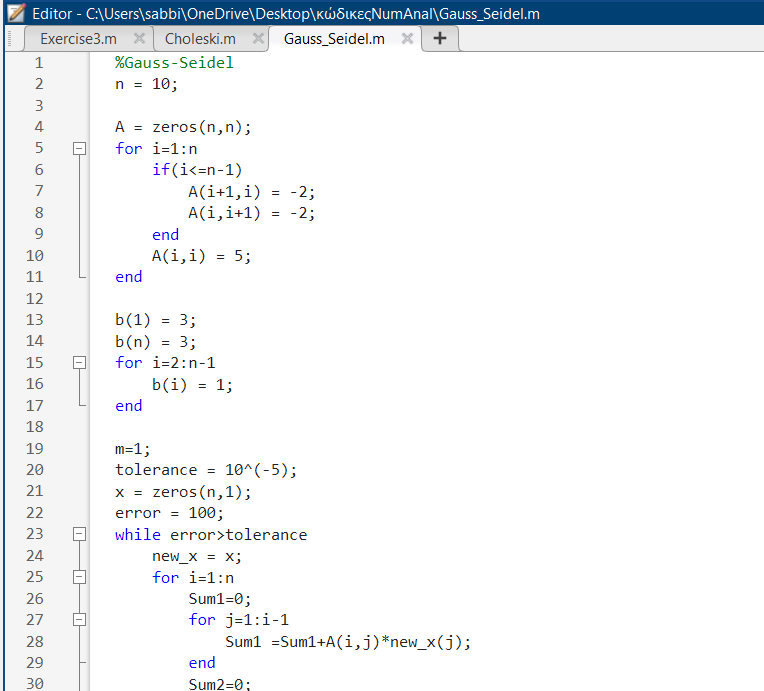 Editor - C:\Users\sabbi\OneDrive\Desktop\κώδικεςNumAnal\Gauss_Seidel.m
Exercise3.m × Choleski.m × Gauss_Seidel.m × +
1 %Gauss-Seidel
2 n = 10;
3
4 A = zeros(n,n);
5 for i=1:n
6 if(i<=n-1)
7 A(i+1,i) = -2;
8 A(i,i+1) = -2;
9 end
10 A(i,i) = 5;
11 end
12
13 b(1) = 3;
14 b(n) = 3;
15 for i=2:n-1
16 b(i) = 1;
17 end
18
19 m=1;
20 tolerance = 10^(-5);
21 x = zeros(n,1);
22 error = 100;
23 while error>tolerance
24 new_x = x;
25 for i=1:n
26 Sum1=0;
27 for j=1:i-1
28 Sum1 =Sum1+A(i,j)*new_x(j);
29 end
30 Sum2=0;